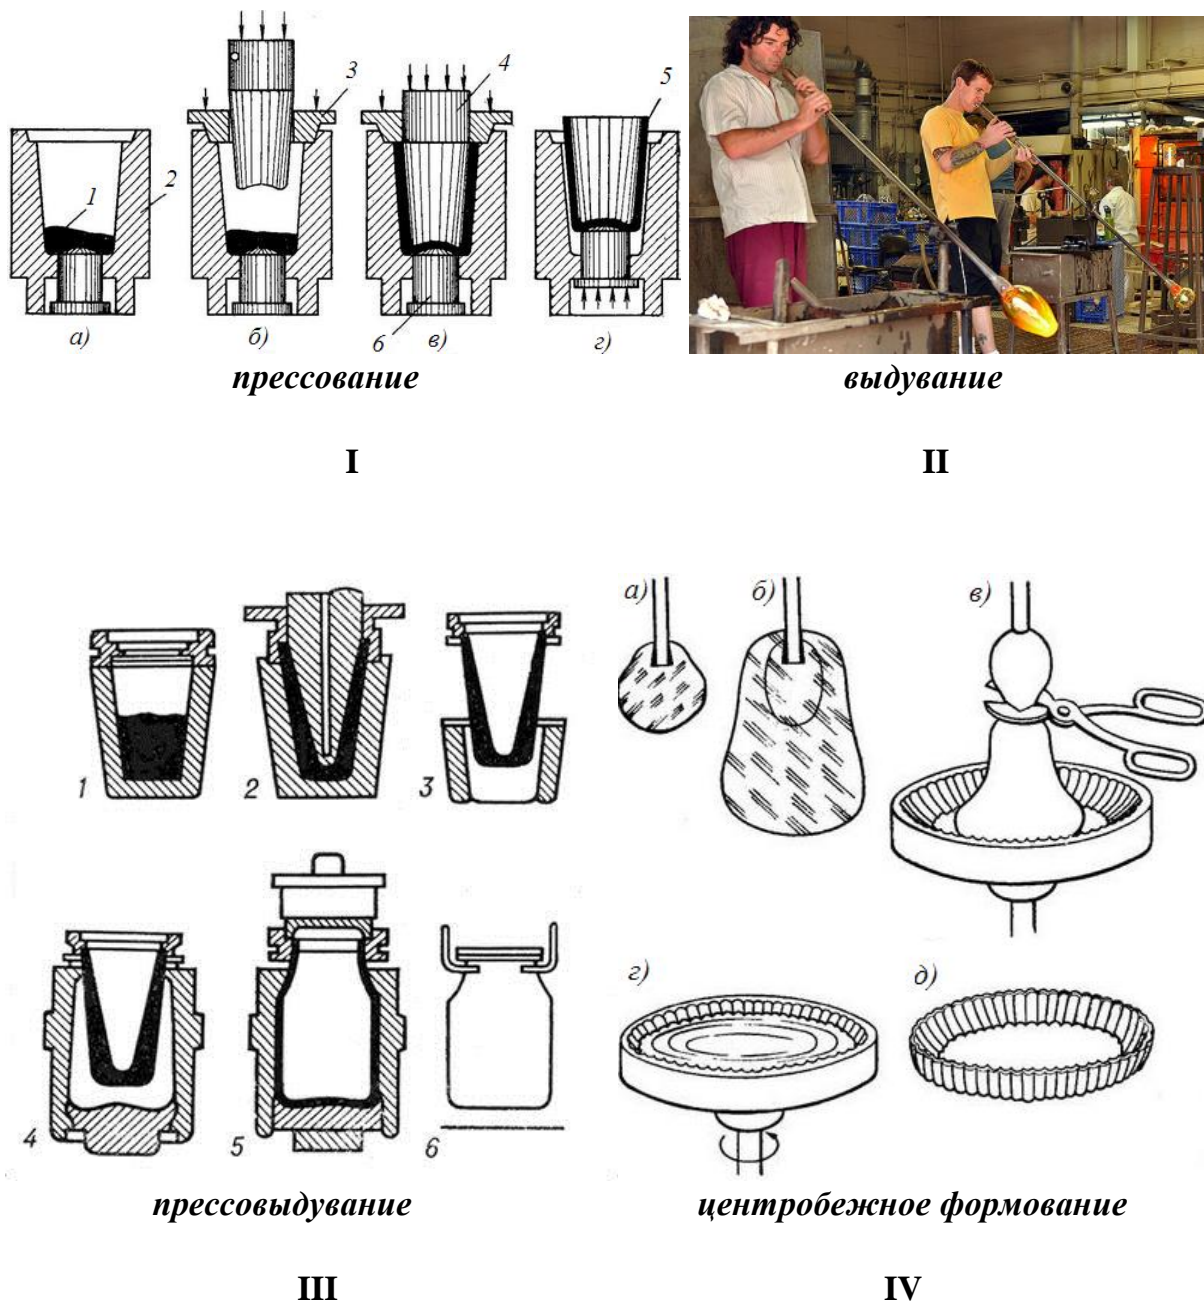 3
4
5
1
2
6
а)
б)
в)
г)
прессование
выдувание
I
II
1
2
3
4
5
6
а)
б)
в)
г)
д)
прессовыдувание
центробежное формование
III
IV